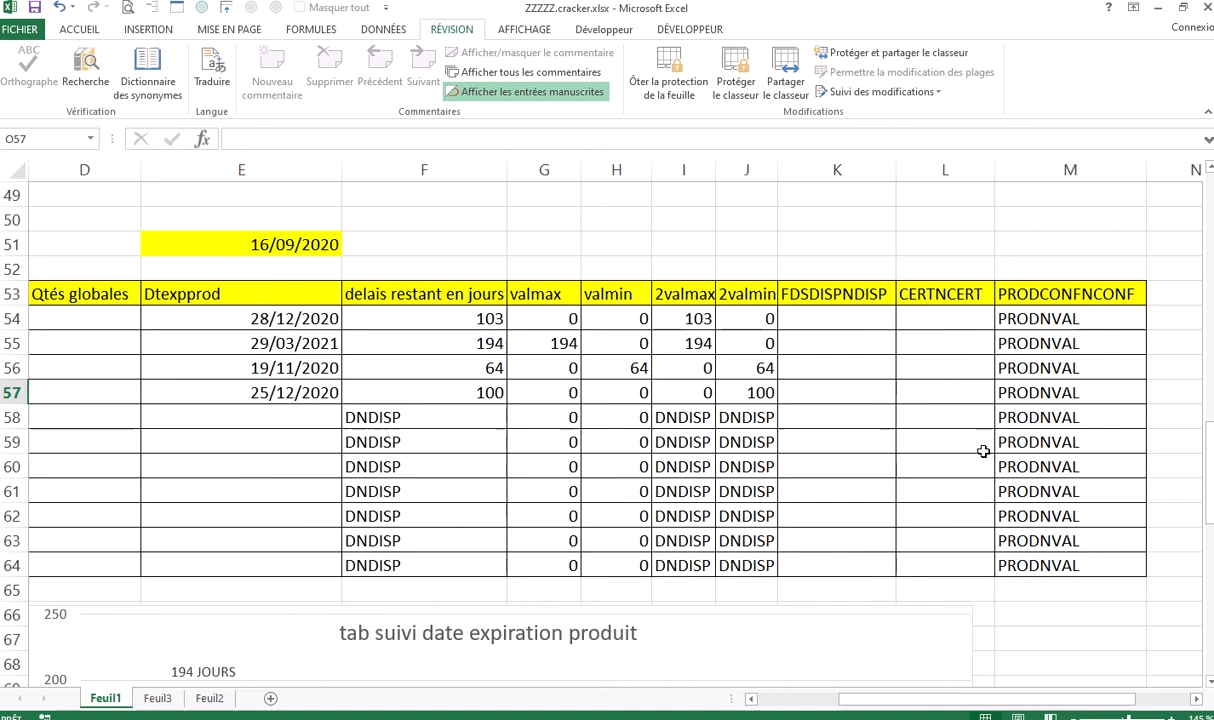 ZZZZZ.cracker.xlsx - Microsoft Excel
Masquer tout
?
FICHIER ACCUEIL INSERTION MISE EN PAGE FORMULES DONNÉES RÉVISION AFFICHAGE Développeur DÉVELOPPEUR
Connexio
ABC
Orthographe Recherche Dictionnaire des synonymes
Vérification
Traduire
Langue
Nouveau commentaire Supprimer Précédent Suivant
Afficher/masquer le commentaire
Afficher tous les commentaires
Afficher les entrées manuscrites
Commentaires
Ôter la protection de la feuille
Protéger le classeur
Partager le classeur
Protéger et partager le classeur
Permettre la modification des plages
Suivi des modifications
Modifications
O57 fx
D E F G H I J K L M N
49
50
51 16/09/2020
52
53 Qtés globales Dtexpprod delais restant en jours valmax valmin 2valmax 2valmin FDSDISPNDISP CERTNCERT PRODCONFNCONF
54 28/12/2020 103 0 0 103 0 PRODNVAL
55 29/03/2021 194 194 0 194 0 PRODNVAL
56 19/11/2020 64 0 64 0 64 PRODNVAL
57 25/12/2020 100 0 0 0 100 PRODNVAL
58 DNDISP 0 0 DNDISP DNDISP PRODNVAL
59 DNDISP 0 0 DNDISP DNDISP PRODNVAL
60 DNDISP 0 0 DNDISP DNDISP PRODNVAL
61 DNDISP 0 0 DNDISP DNDISP PRODNVAL
62 DNDISP 0 0 DNDISP DNDISP PRODNVAL
63 DNDISP 0 0 DNDISP DNDISP PRODNVAL
64 DNDISP 0 0 DNDISP DNDISP PRODNVAL
65
66 250
67 tab suivi date expiration produit
68 194 JOURS
200
Feuil1 Feuil3 Feuil2